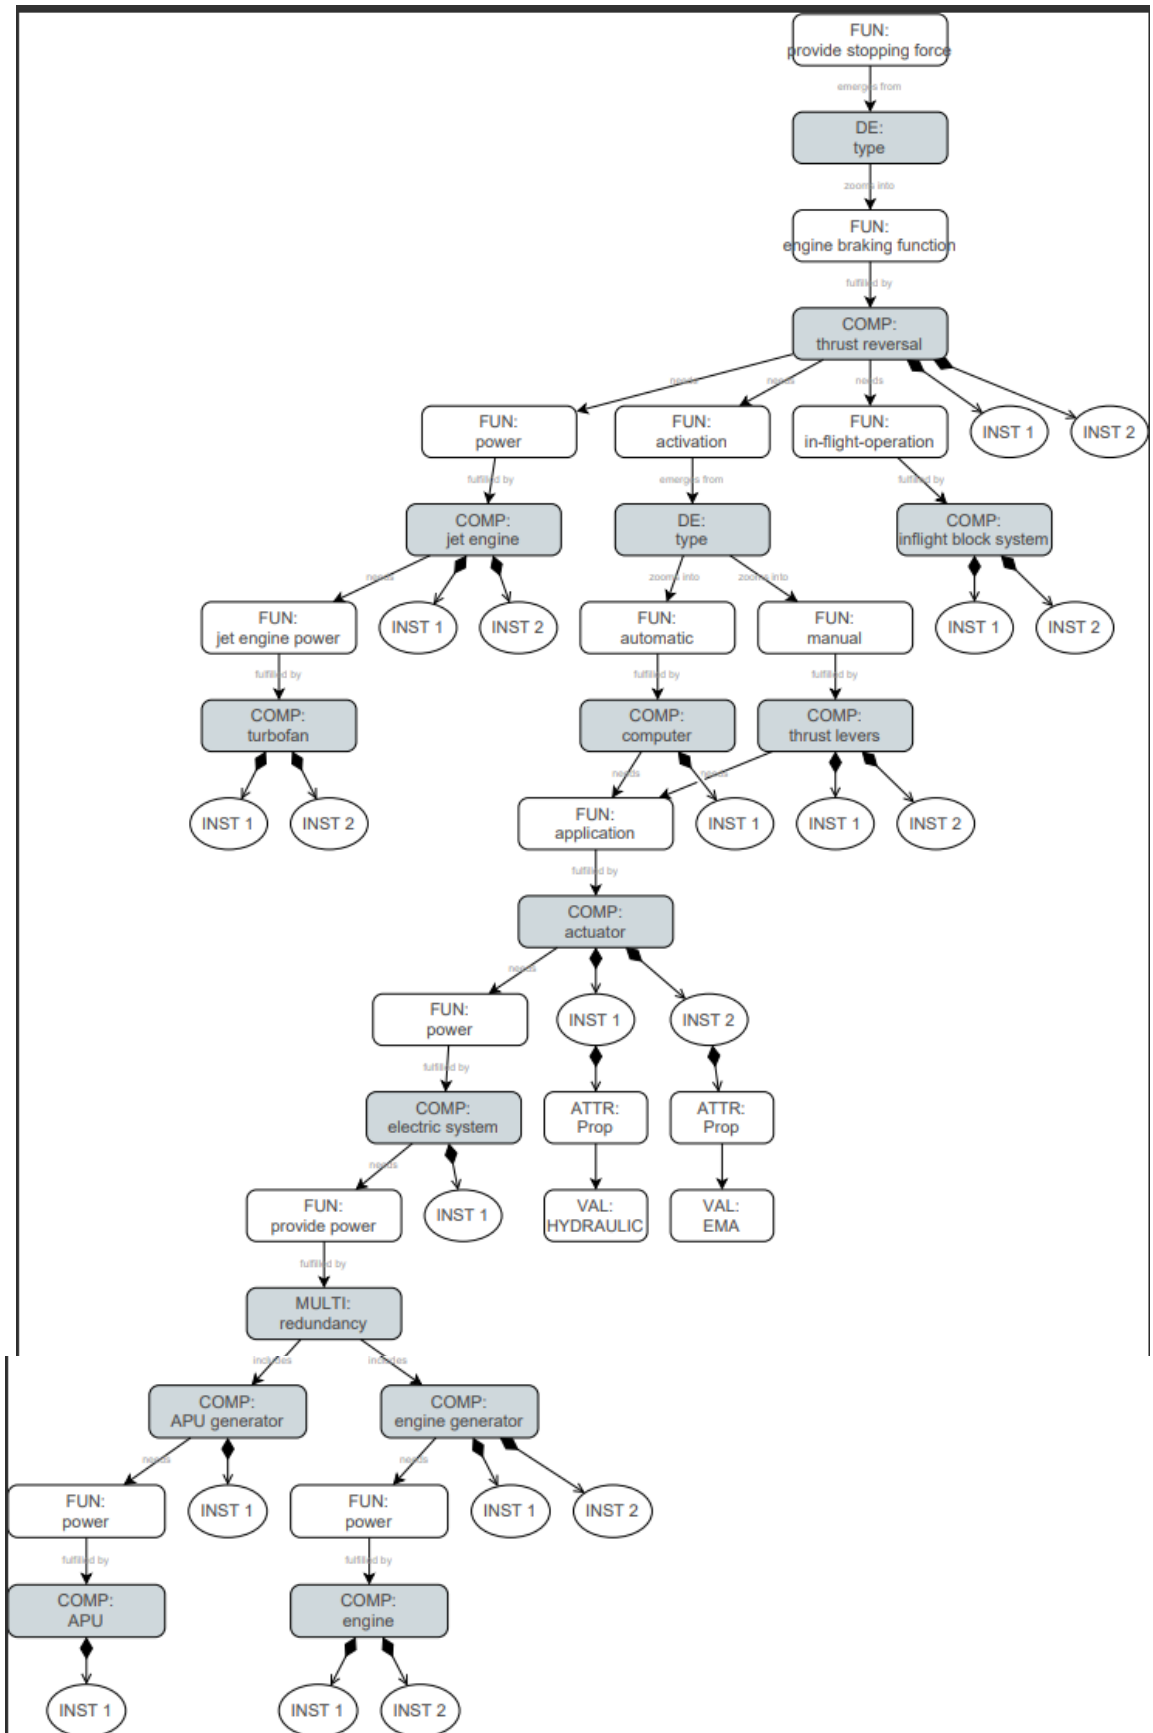 FUN:
provide stopping force
emerges from
DE:
type
zooms into
FUN:
engine braking function
fulfilled by
COMP:
thrust reversal
needs
needs
needs
FUN:
power
FUN:
activation
FUN:
in-flight-operation
INST 1
INST 2
fulfilled by
emerges from
fulfilled by
COMP:
jet engine
DE:
type
COMP:
inflight block system
needs
zooms into
zooms into
FUN:
jet engine power
INST 1
INST 2
FUN:
automatic
FUN:
manual
INST 1
INST 2
fulfilled by
fulfilled by
fulfilled by
COMP:
turbofan
COMP:
computer
COMP:
thrust levers
needs
needs
INST 1
INST 2
FUN:
application
INST 1
INST 1
INST 2
fulfilled by
COMP:
actuator
needs
FUN:
power
INST 1
INST 2
fulfilled by
COMP:
electric system
ATTR:
Prop
ATTR:
Prop
needs
FUN:
provide power
INST 1
VAL:
HYDRAULIC
VAL:
EMA
fulfilled by
MULTI:
redundancy
includes
includes
COMP:
APU generator
COMP:
engine generator
needs
needs
FUN:
power
INST 1
FUN:
power
INST 1
INST 2
fulfilled by
fulfilled by
COMP:
APU
COMP:
engine
INST 1
INST 1
INST 2